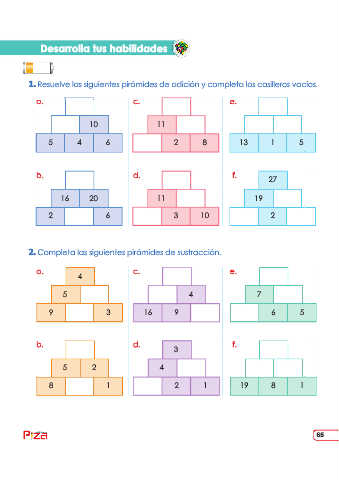 Desarrolla tus habilidades
1. Resuelve las siguientes pirámides de adición y completa los casilleros vacíos.
a. c. e.
10 11
5 4 6 2 8 13 1 5
b. d. f.
27
16 20 11 19
2 6 3 10 2
2. Completa las siguientes pirámides de sustracción.
a. c. e.
4
5 4 7
9 3 16 9 6 5
b. d. f.
3
5 2 4
8 1 2 1 19 8 1
66